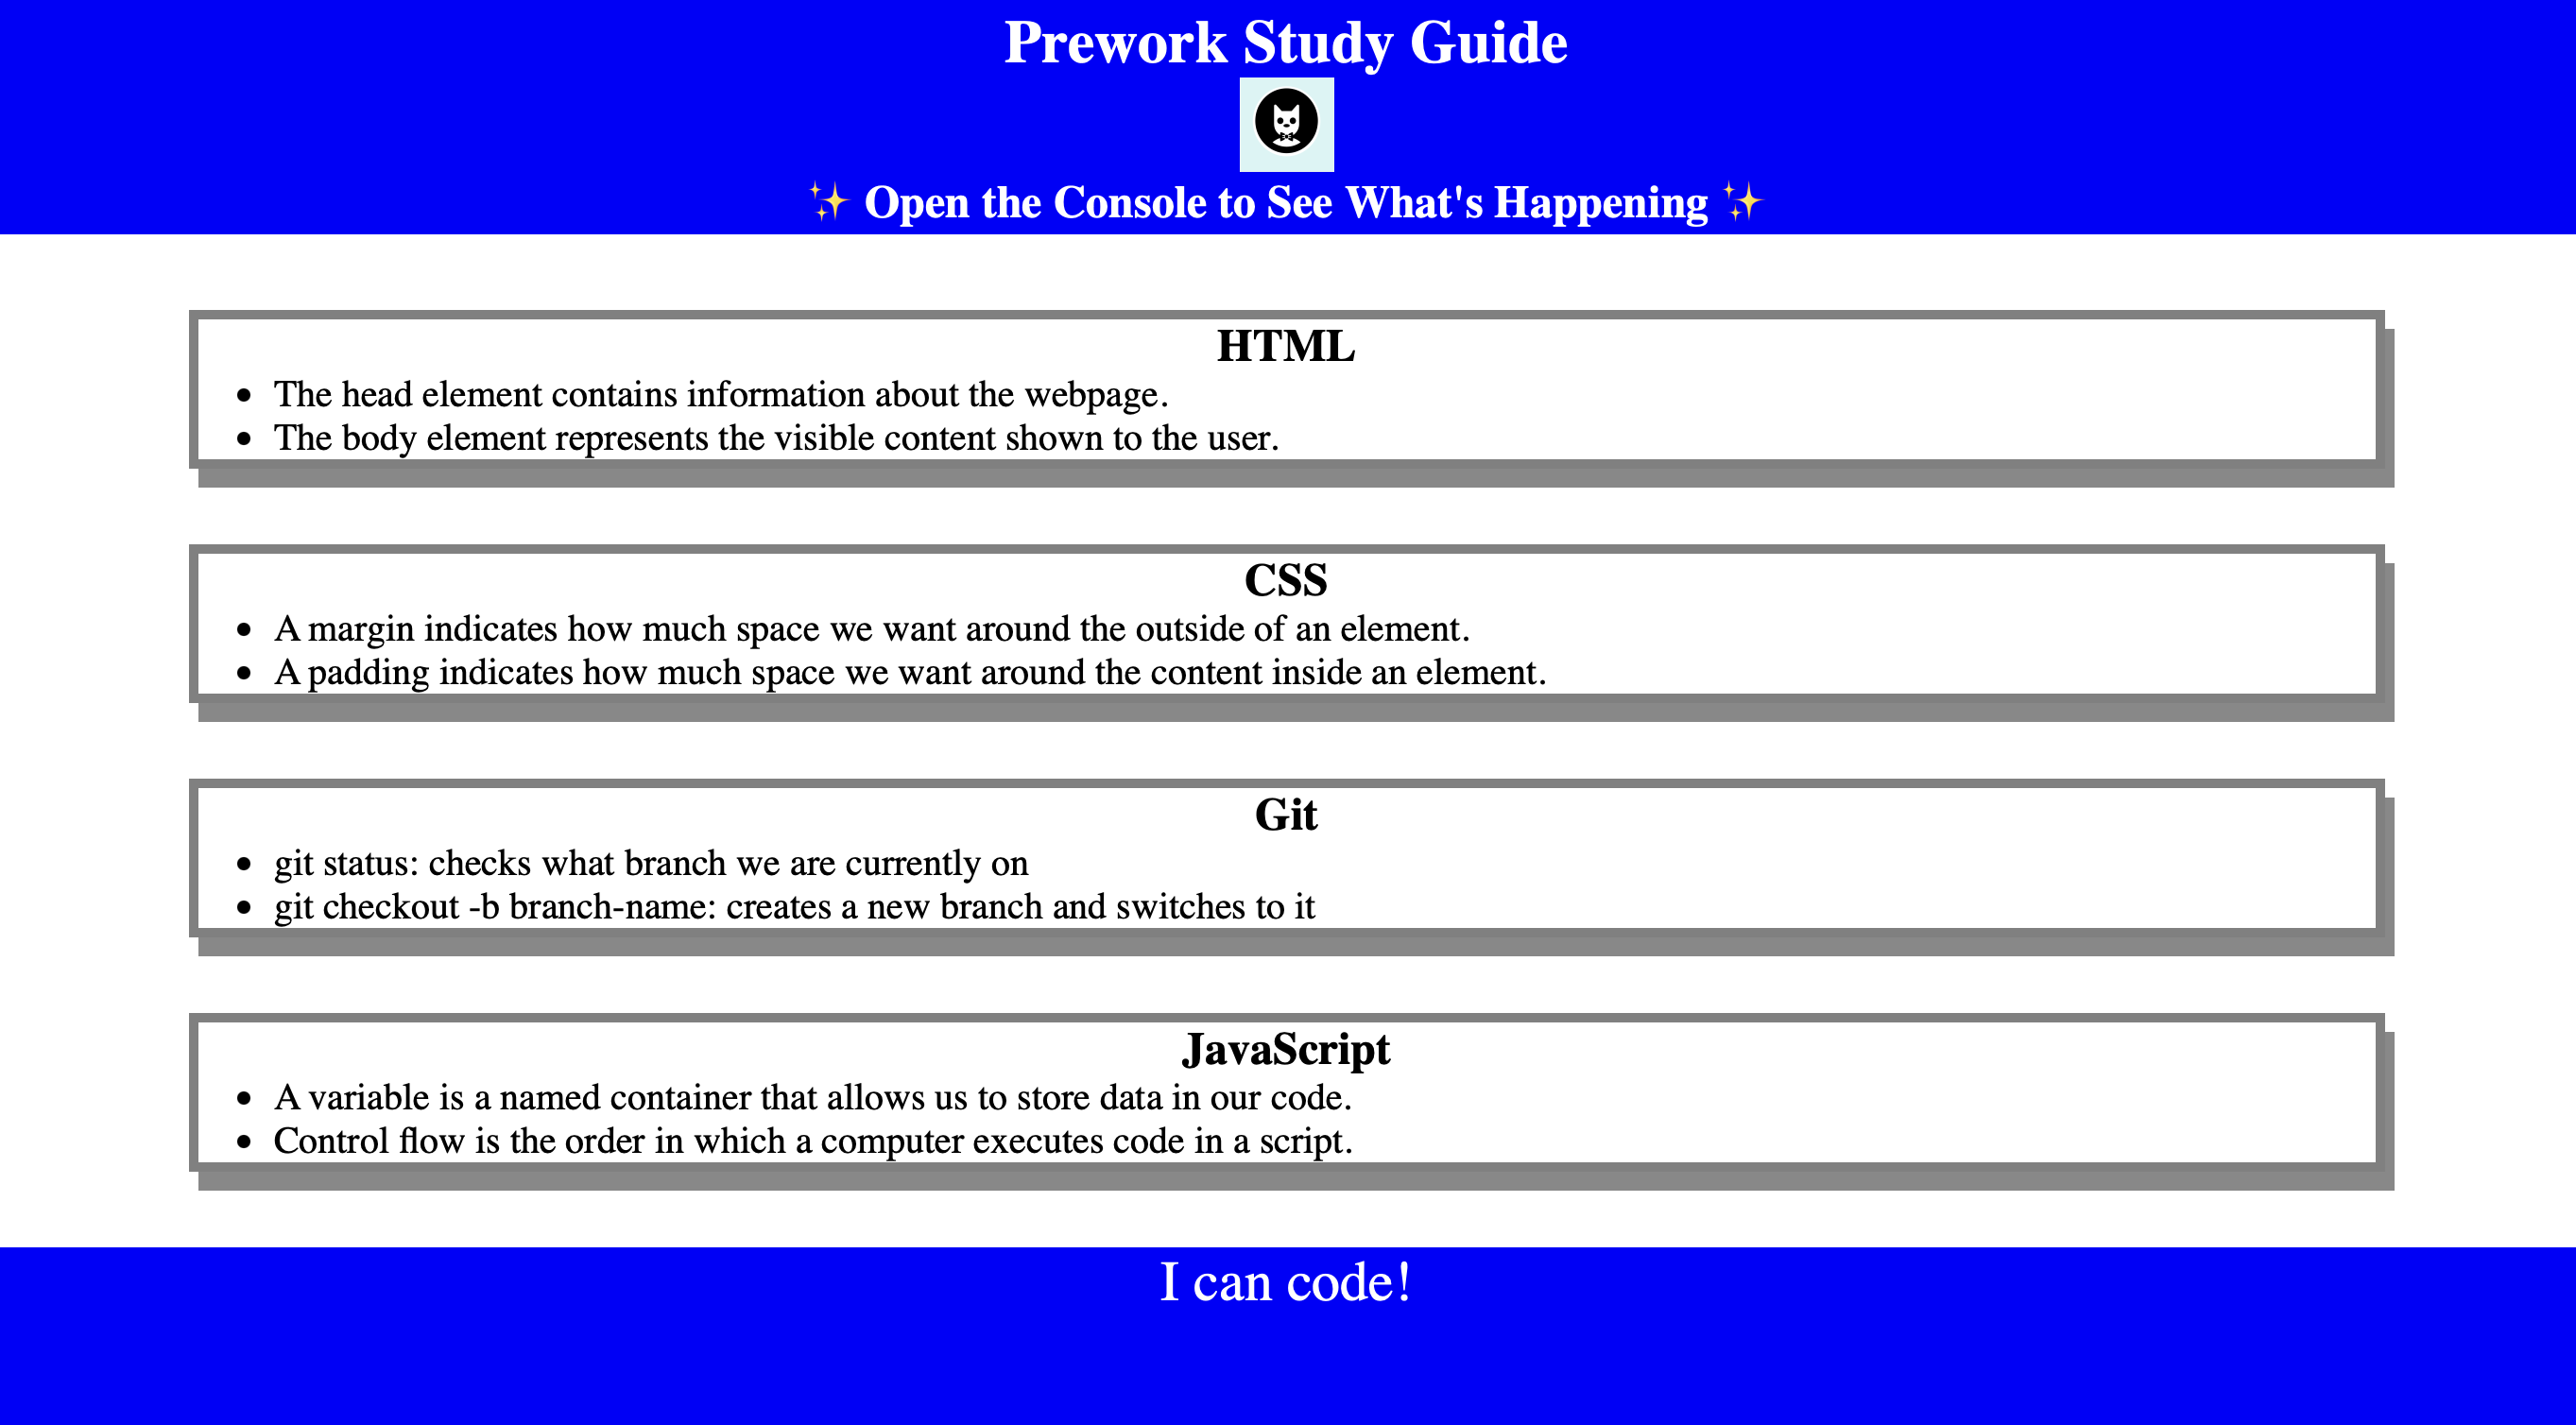 Prework Study Guide
✨ Open the Console to See What's Happening ✨
HTML
• The head element contains information about the webpage.
• The body element represents the visible content shown to the user.
CSS
• A margin indicates how much space we want around the outside of an element.
• A padding indicates how much space we want around the content inside an element.
Git
• git status: checks what branch we are currently on
• git checkout -b branch-name: creates a new branch and switches to it
JavaScript
• A variable is a named container that allows us to store data in our code.
• Control flow is the order in which a computer executes code in a script.
I can code!